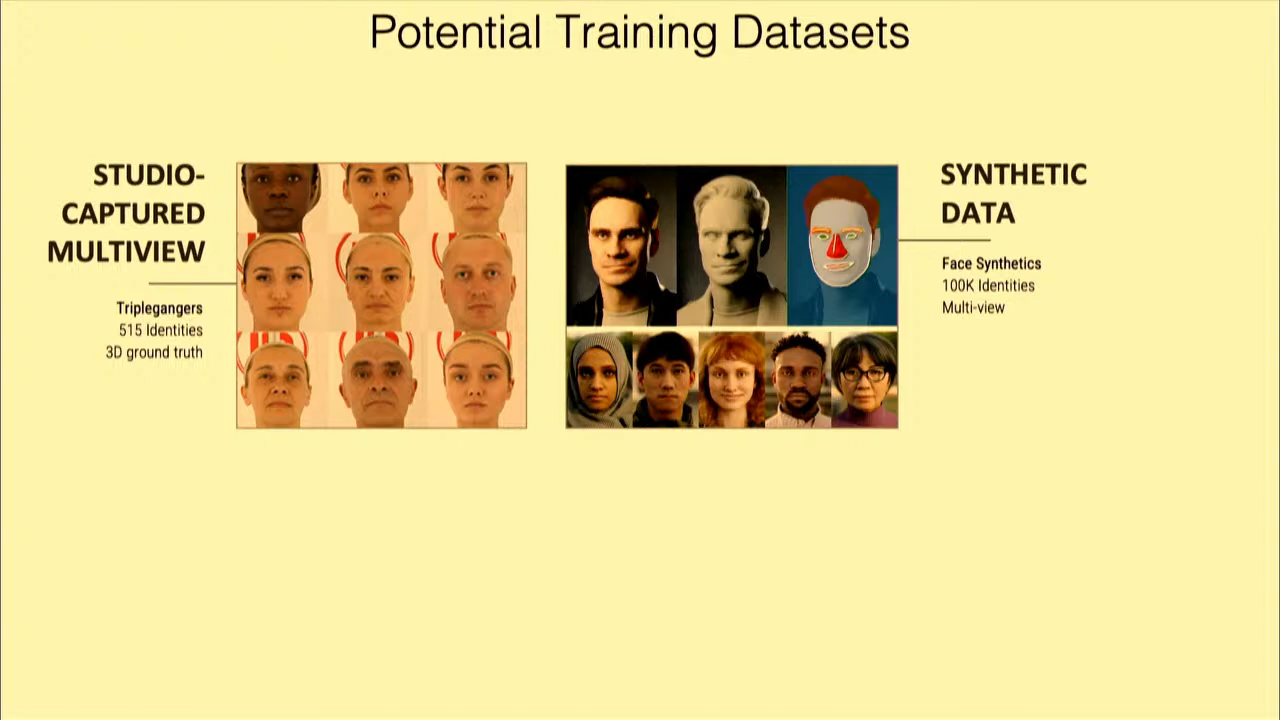 Potential Training Datasets
STUDIO-
CAPTURED
MULTIVIEW
Triplegangers
515 Identities
3D ground truth
SYNTHETIC
DATA
Face Synthetics
100K Identities
Multi-view